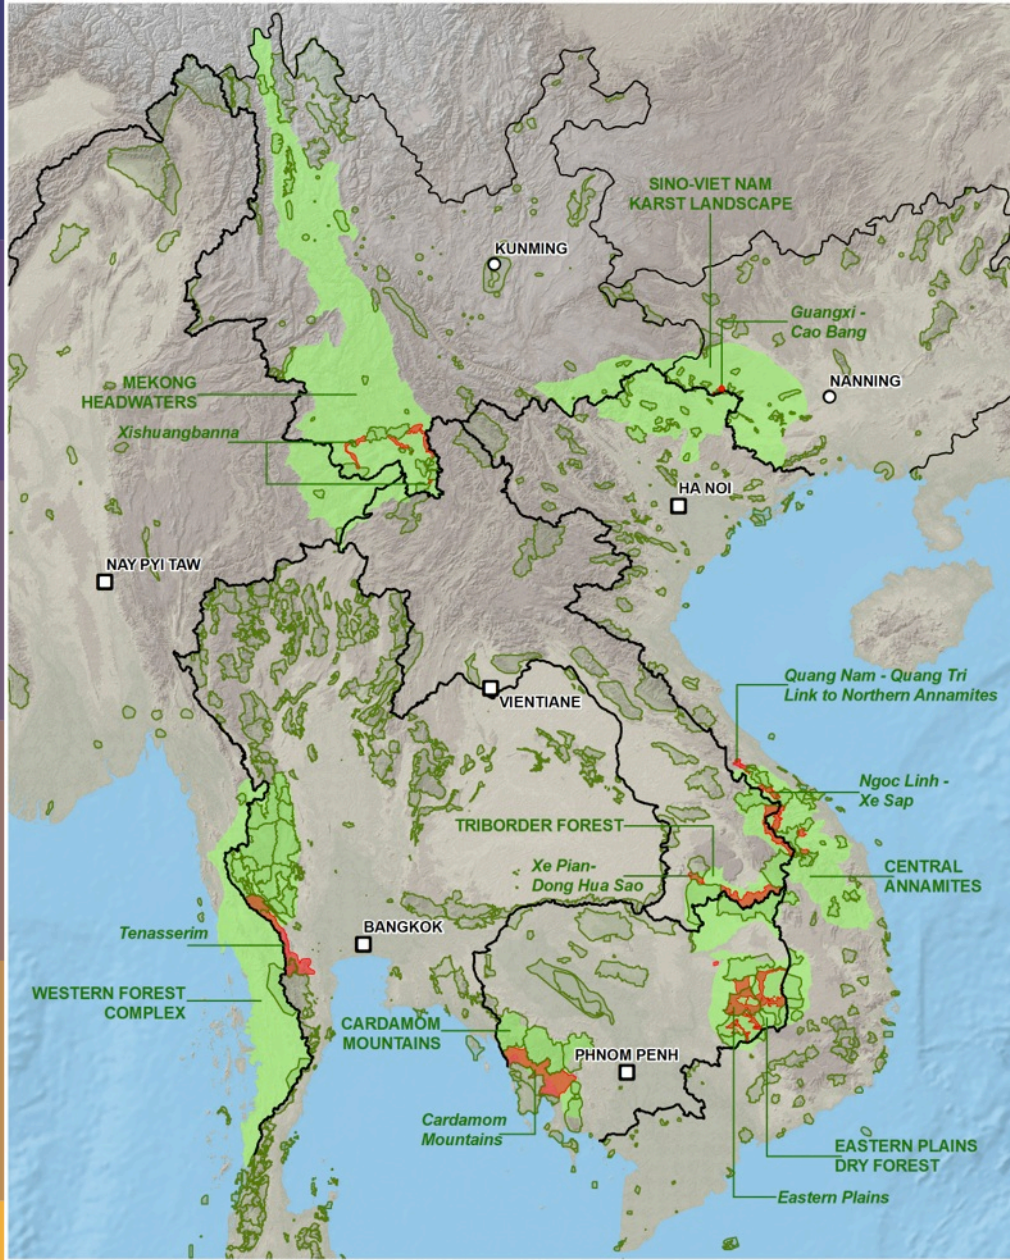 SINO-VIET NAM
KARST LANDSCAPE
KUNMING
Guangxi -
Cao Bang
NANNING
MEKONG
HEADWATERS
Xishuangbanna
HA NOI
NAY PYI TAW
Quang Nam - Quang Tri
Link to Northern Annamites
VIENTIANE
Ngoc Linh -
Xe Sap
TRIBORDER FOREST
Xe Pian-
Dong Hua Sao
CENTRAL
ANNAMITES
BANGKOK
Tenasserim
WESTERN FOREST
COMPLEX
CARDAMOM
MOUNTAINS
PHNOM PENH
Cardamom
Mountains
EASTERN PLAINS
DRY FOREST
Eastern Plains